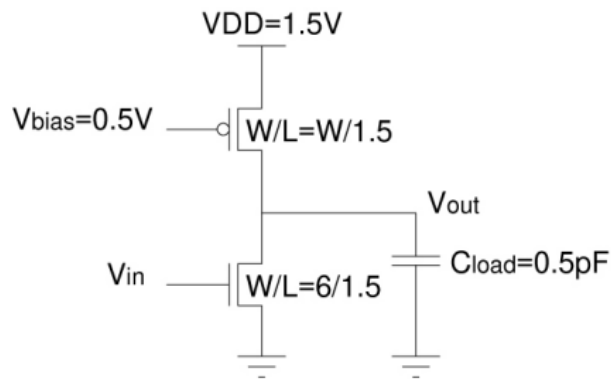 VDD=1.5V
Vbias=0.5V
W/L=W/1.5
Vout
Cload=0.5pF
Vin
W/L=6/1.5